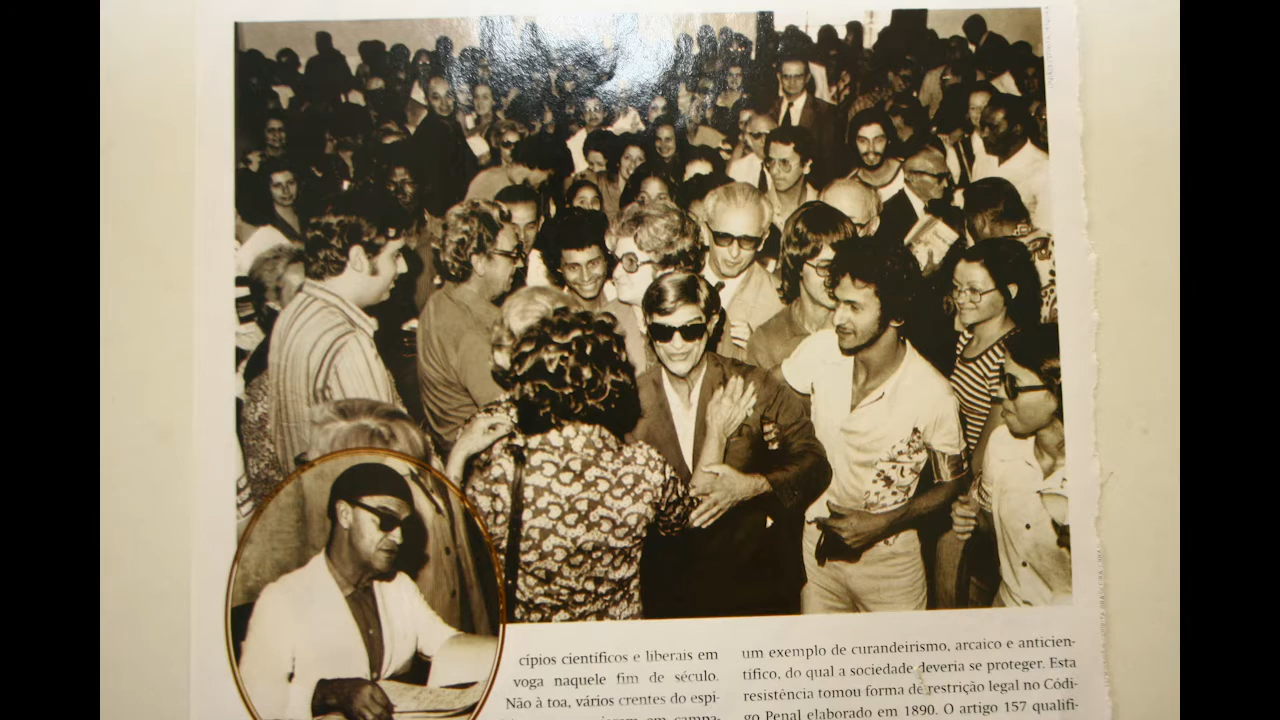 cípios científicos e liberais em
voga naquele fim de século.
Não à toa, vários crentes do espi-
um exemplo de curandeirismo, arcaico e anticien-
tífico, do qual a sociedade deveria se proteger. Esta
resistência tomou forma de restrição legal no Códi-
go Penal elaborado em 1890. O artigo 157 qualifi-